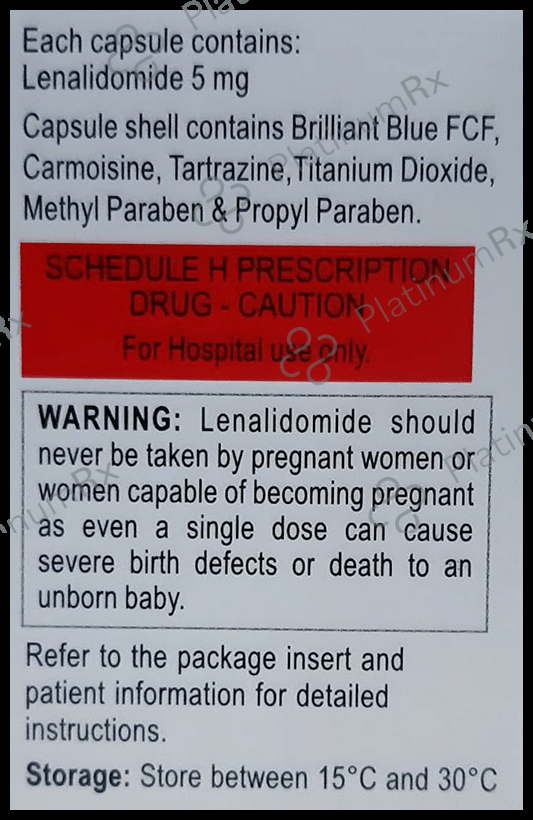 Each capsule contains:
Lenalidomide 5 mg
Capsule shell contains Brilliant Blue FCF,
Carmoisine, Tartrazine, Titanium Dioxide,
Methyl Paraben & Propyl Paraben.
SCHEDULE H PRESCRIPTION
DRUG - CAUTION
For Hospital use only.
WARNING: Lenalidomide should
never be taken by pregnant women or
women capable of becoming pregnant
as even a single dose can cause
severe birth defects or death to an
unborn baby.
Refer to the package insert and
patient information for detailed
instructions.
Storage: Store between 15°C and 30°C
PlatinumRx
PlatinumRx
PlatinumRx